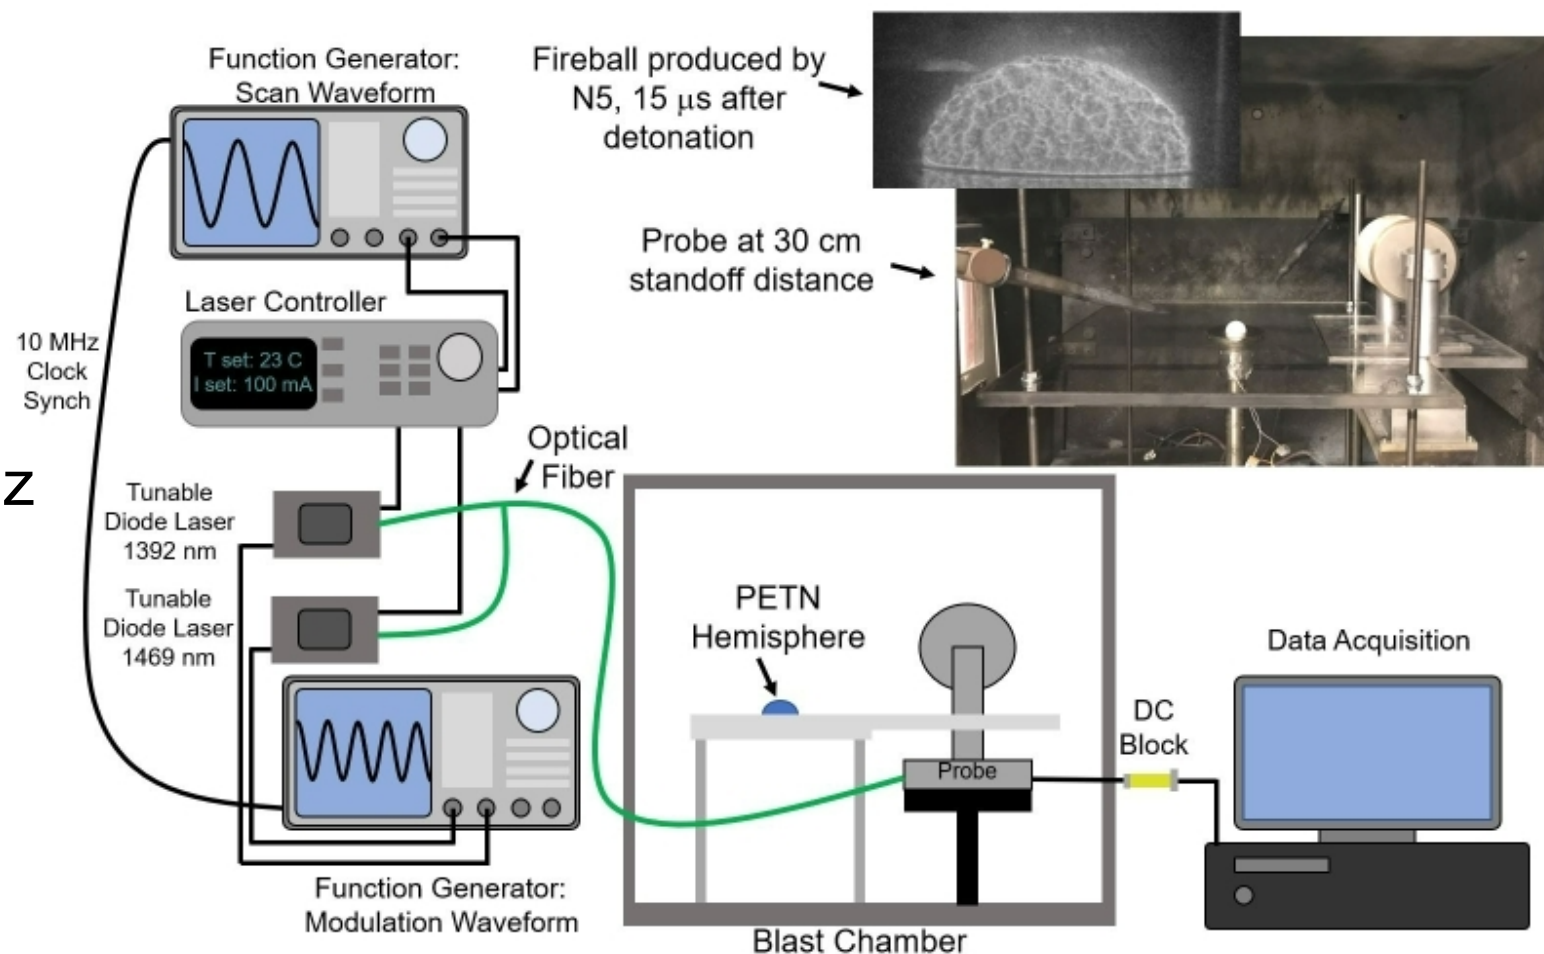 Function Generator:
Scan Waveform
Fireball produced by
N5, 15 μs after
detonation
Probe at 30 cm
standoff distance
Laser Controller
T set: 23 C
I set: 100 mA
10 MHz
Clock
Synch
Optical
Fiber
z
Tunable
Diode Laser
1392 nm
Tunable
Diode Laser
1469 nm
PETN
Hemisphere
Probe
DC
Block
Data Acquisition
Function Generator:
Modulation Waveform
Blast Chamber